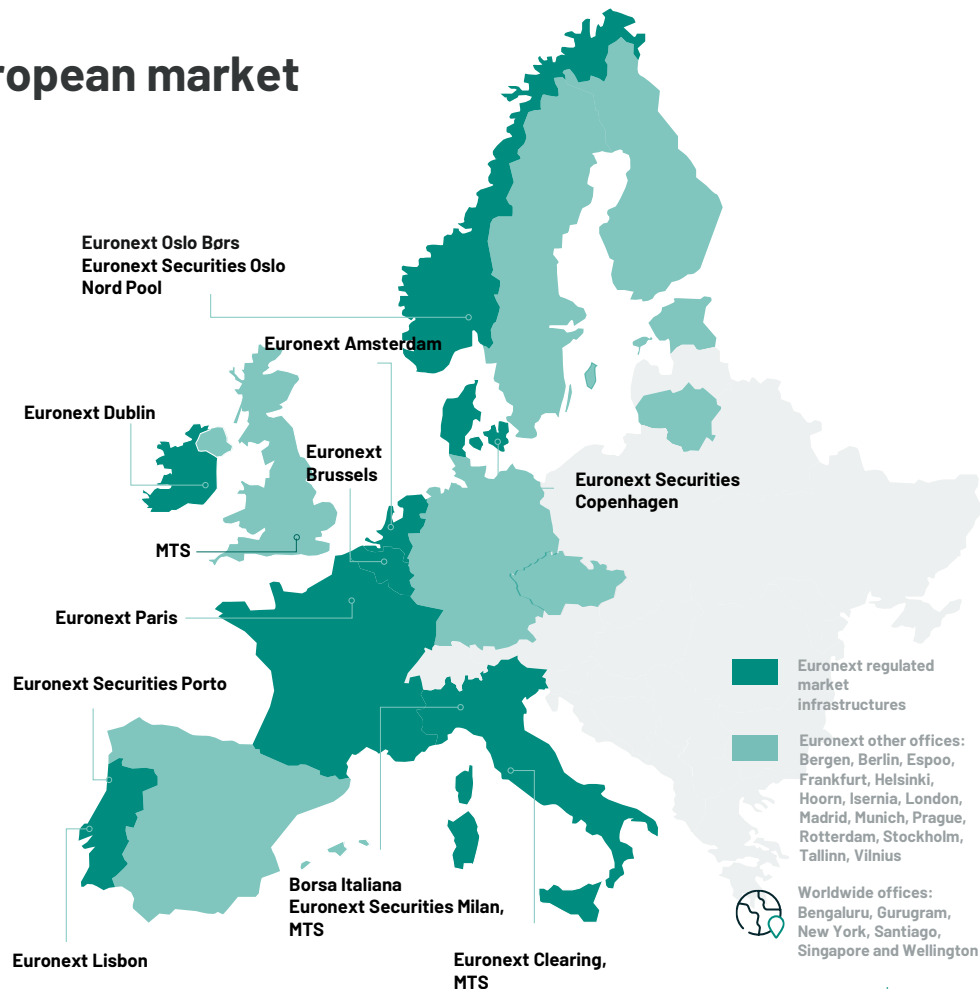 ropean market
Euronext Oslo Børs
Euronext Securities Oslo
Nord Pool
Euronext Amsterdam
Euronext Dublin
Euronext
Brussels
Euronext Securities
Copenhagen
MTS
Euronext Paris
Euronext Securities Porto
Euronext regulated
market
infrastructures
Euronext other offices:
Bergen, Berlin, Espoo,
Frankfurt, Helsinki,
Hoorn, Isernia, London,
Madrid, Munich, Prague,
Rotterdam, Stockholm,
Tallinn, Vilnius
Borsa Italiana
Euronext Securities Milan,
MTS
Worldwide offices:
Bengaluru, Gurugram,
New York, Santiago,
Singapore and Wellington
Euronext Lisbon
Euronext Clearing,
MTS